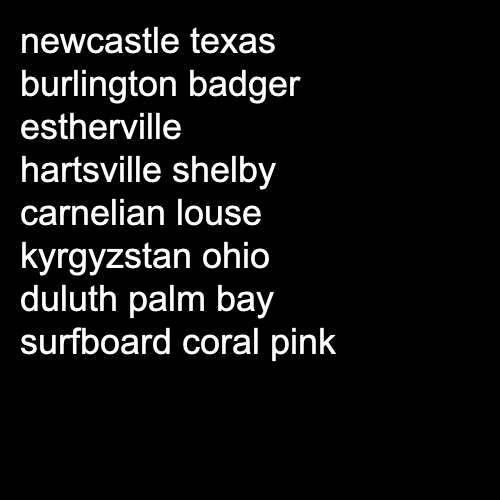 newcastle texas
burlington badger
estherville
hartsville shelby
carnelian louse
kyrgyzstan ohio
duluth palm bay
surfboard coral pink